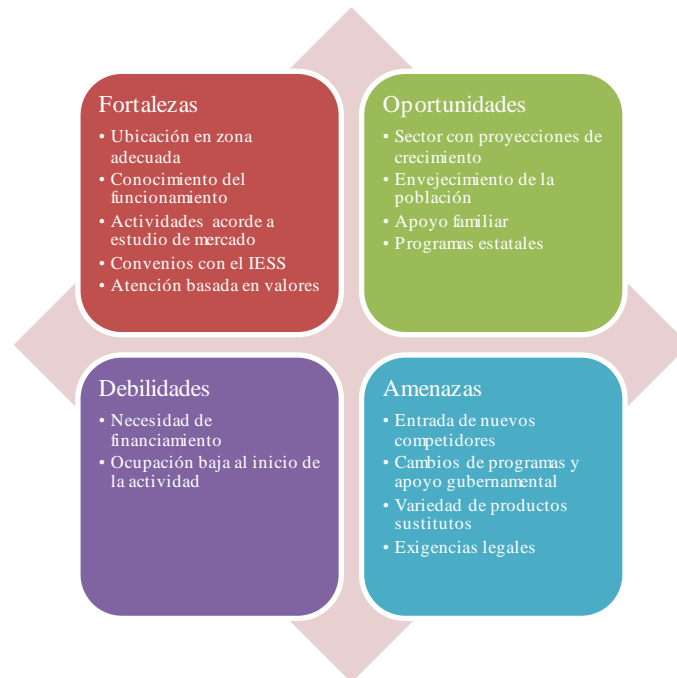 Fortalezas
• Ubicación en zona
adecuada
• Conocimiento del
funcionamiento
• Actividades acorde a
estudio de mercado
• Convenios con el IESS
• Atención basada en valores
Oportunidades
• Sector con proyecciones de
crecimiento
• Envejecimiento de la
población
• Apoyo familiar
• Programas estatales
Debilidades
• Necesidad de
financiamiento
• Ocupación baja al inicio de
la actividad
Amenazas
• Entrada de nuevos
competidores
• Cambios de programas y
apoyo gubernamental
• Variedad de productos
sustitutos
• Exigencias legales